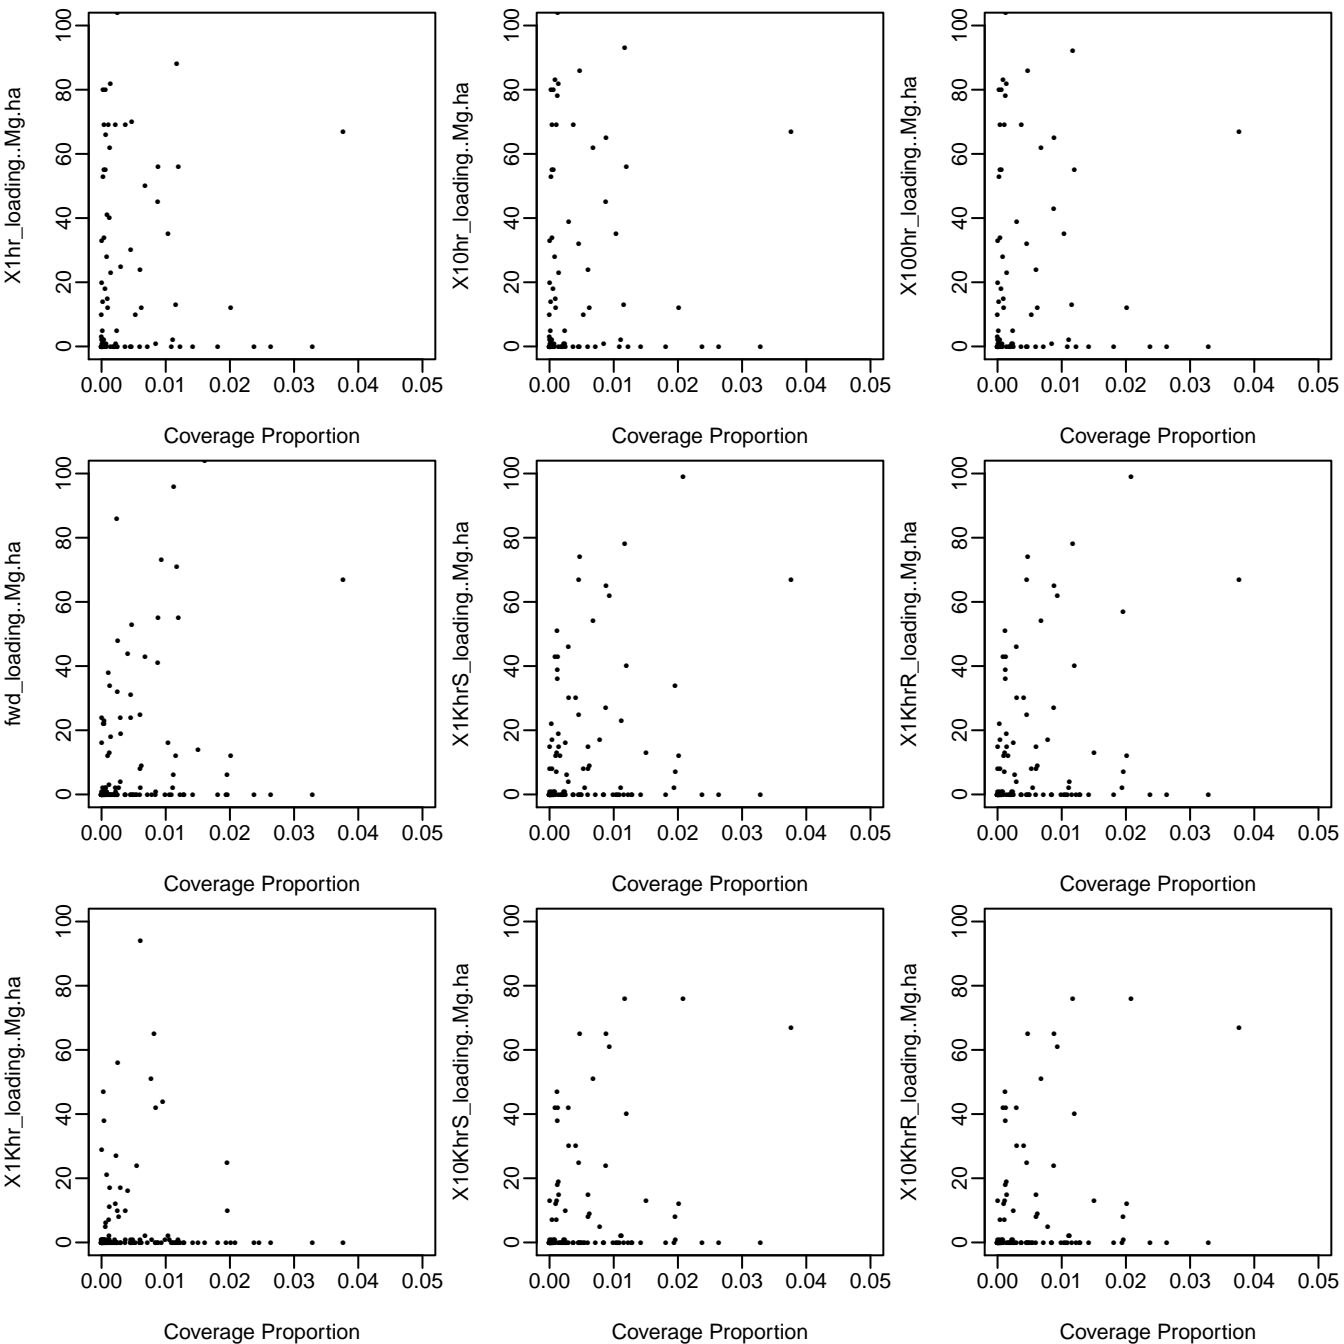 X1hr_loading..Mg.ha
0 20 40 60 80 100
0.00 0.01 0.02 0.03 0.04 0.05
Coverage Proportion
X10hr_loading..Mg.ha
0 20 40 60 80 100
0.00 0.01 0.02 0.03 0.04 0.05
Coverage Proportion
X100hr_loading..Mg.ha
0 20 40 60 80 100
0.00 0.01 0.02 0.03 0.04 0.05
Coverage Proportion
fwd_loading..Mg.ha
0 20 40 60 80 100
0.00 0.01 0.02 0.03 0.04 0.05
Coverage Proportion
X1KhrS_loading..Mg.ha
0 20 40 60 80 100
0.00 0.01 0.02 0.03 0.04 0.05
Coverage Proportion
X1KhrR_loading..Mg.ha
0 20 40 60 80 100
0.00 0.01 0.02 0.03 0.04 0.05
Coverage Proportion
X1Khr_loading..Mg.ha
0 20 40 60 80 100
0.00 0.01 0.02 0.03 0.04 0.05
Coverage Proportion
X10KhrS_loading..Mg.ha
0 20 40 60 80 100
0.00 0.01 0.02 0.03 0.04 0.05
Coverage Proportion
X10KhrR_loading..Mg.ha
0 20 40 60 80 100
0.00 0.01 0.02 0.03 0.04 0.05
Coverage Proportion